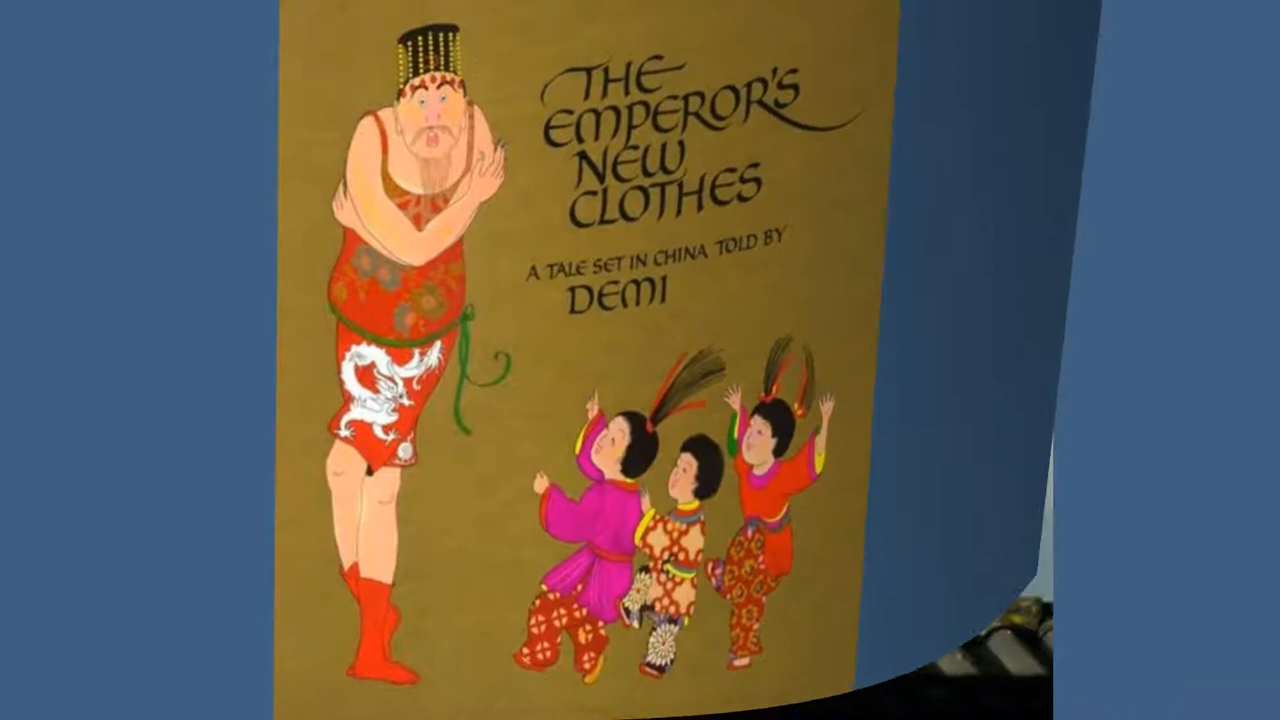 THE
EMPEROR'S
NEW
CLOTHES
A TALE SET IN CHINA TOLD BY
DEMI